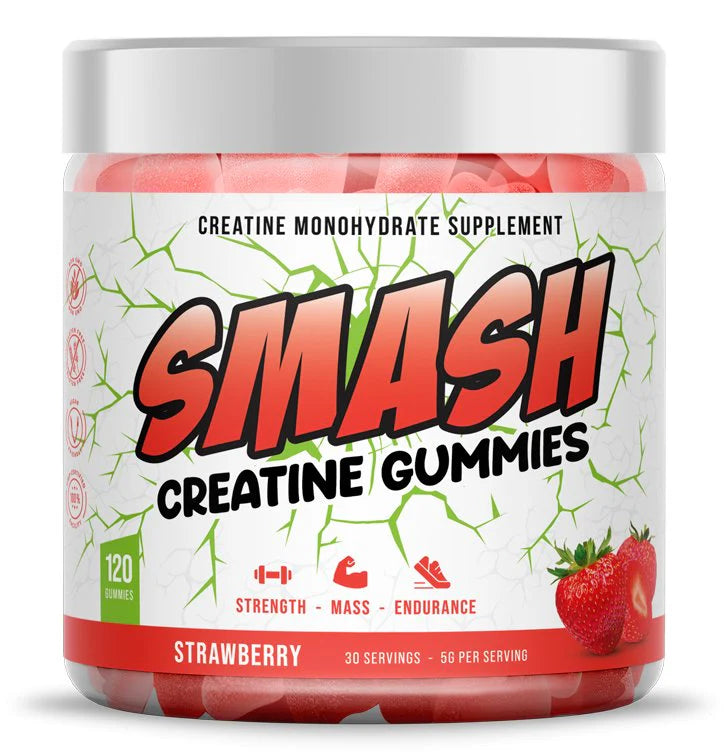 CREATINE MONOHYDRATE SUPPLEMENT
SMASH
CREATINE GUMMIES
120
GUMMIES
STRENGTH - MASS - ENDURANCE
STRAWBERRY
30 SERVINGS - 5G PER SERVING